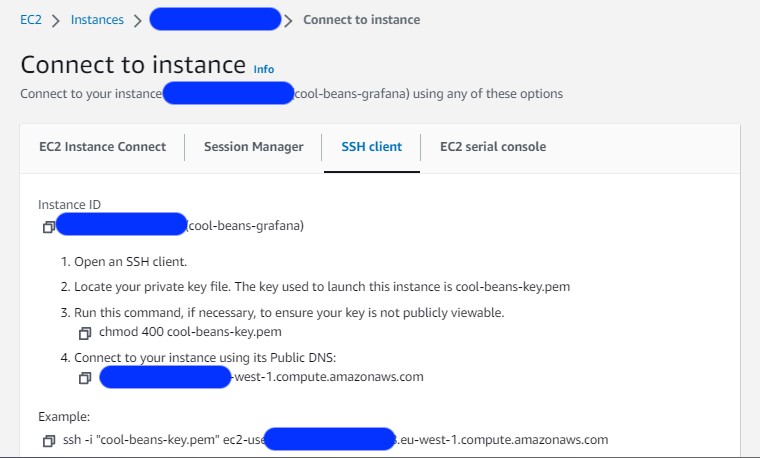 EC2 > Instances > > Connect to instance
Connect to instance Info
Connect to your instance cool-beans-grafana) using any of these options
EC2 Instance Connect Session Manager SSH client EC2 serial console
Instance ID
(cool-beans-grafana)
1. Open an SSH client.
2. Locate your private key file. The key used to launch this instance is cool-beans-key.pem
3. Run this command, if necessary, to ensure your key is not publicly viewable.
chmod 400 cool-beans-key.pem
4. Connect to your instance using its Public DNS:
-west-1.compute.amazonaws.com
Example:
ssh -i "cool-beans-key.pem" ec2-use .eu-west-1.compute.amazonaws.com